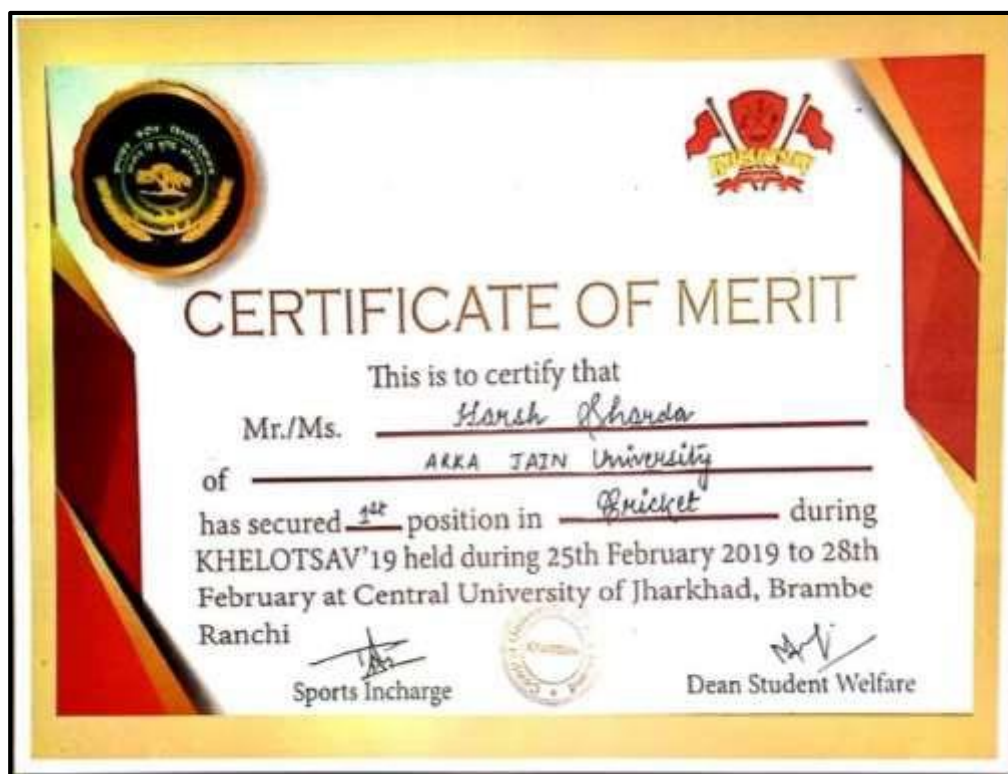 KHELOTSAV
CERTIFICATE OF MERIT
This is to certify that
Mr./Ms. Harsh Sharda
of ARKA JAIN University
has secured 1st position in Cricket during
KHELOTSAV'19 held during 25th February 2019 to 28th
February at Central University of Jharkhad, Brambe
Ranchi
Sports Incharge
Dean Student Welfare